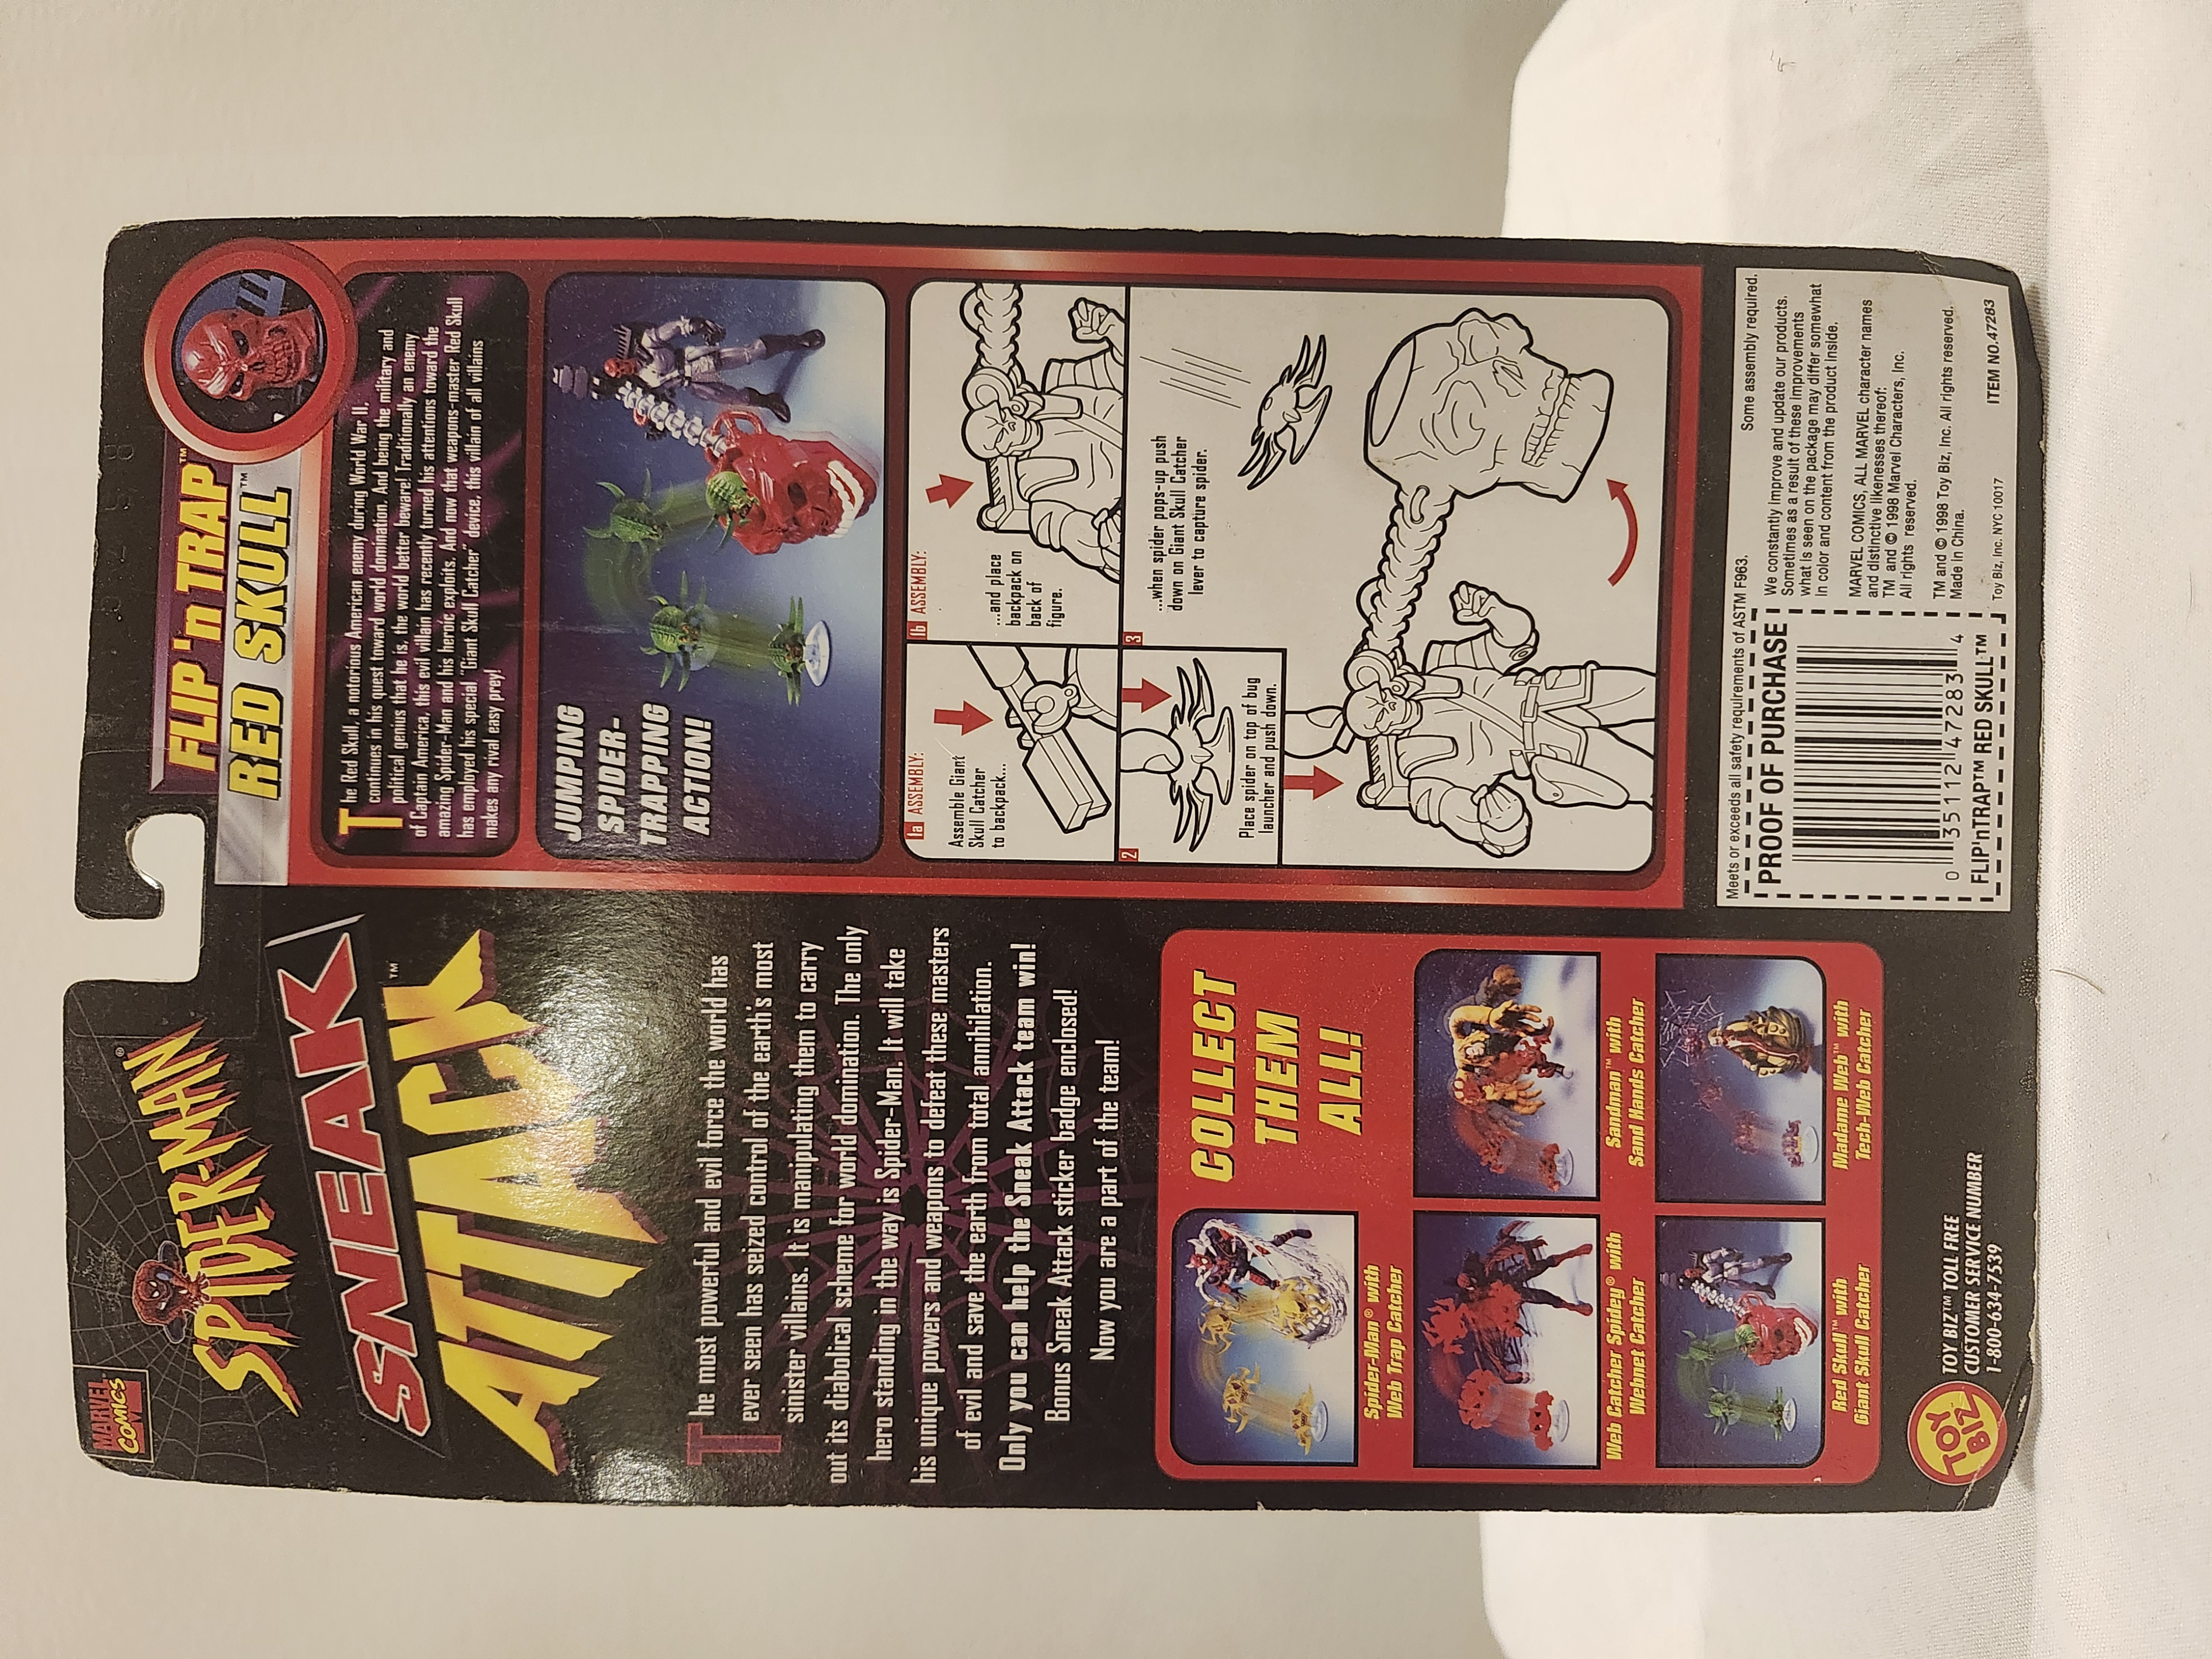 MARVEL
COMICS
SPIDER-MAN®
SNEAK
ATTACK™
The most powerful and evil force the world has
ever seen has seized control of the earth's most
sinister villains. It is manipulating them to carry
out its diabolical scheme for world domination. The only
hero standing in the way is Spider-Man. It will take
his unique powers and weapons to defeat these masters
of evil and save the earth from total annihilation.
Only you can help the Sneak Attack team win!
Bonus Sneak Attack sticker badge enclosed!
Now you are a part of the team!
COLLECT
THEM
ALL!
Spider-Man® with
Web Trap Catcher
Web Catcher Spidey® with
Webnet Catcher
Sandman™ with
Sand Hands Catcher
Red Skull™ with
Giant Skull Catcher
Madame Web™ with
Tech-Web Catcher
TOY
BIZ
TOY BIZ™ TOLL FREE
CUSTOMER SERVICE NUMBER
1-800-634-7539
FLIP 'n TRAP™
RED SKULL™
The Red Skull, a notorious American enemy during World War II,
continues in his quest toward world domination. And being the military and
political genius that he is, the world better beware! Traditionally an enemy
of Captain America, this evil villain has recently turned his attentions toward the
amazing Spider-Man and his heroic exploits. And now that weapons-master Red Skull
has employed his special "Giant Skull Catcher" device, this villain of all villains
makes any rival easy prey!
JUMPING
SPIDER-
TRAPPING
ACTION!
1a ASSEMBLY:
Assemble Giant
Skull Catcher
to backpack...
1b ASSEMBLY:
...and place
backpack on
back of
figure.
2
Place spider on top of bug
launcher and push down.
3
...when spider pops-up push
down on Giant Skull Catcher
lever to capture spider.
Meets or exceeds all safety requirements of ASTM F963.
Some assembly required.
PROOF OF PURCHASE
0 35112 47283 4
FLIP'nTRAP™ RED SKULL™
We constantly improve and update our products.
Sometimes as a result of these improvements
what is seen on the package may differ somewhat
in color and content from the product inside.
MARVEL COMICS, ALL MARVEL character names
and distinctive likenesses thereof:
TM and © 1998 Marvel Characters, Inc.
All rights reserved.
TM and © 1998 Toy Biz, Inc. All rights reserved.
Made in China.
Toy Biz, Inc. NYC 10017
ITEM NO.47283